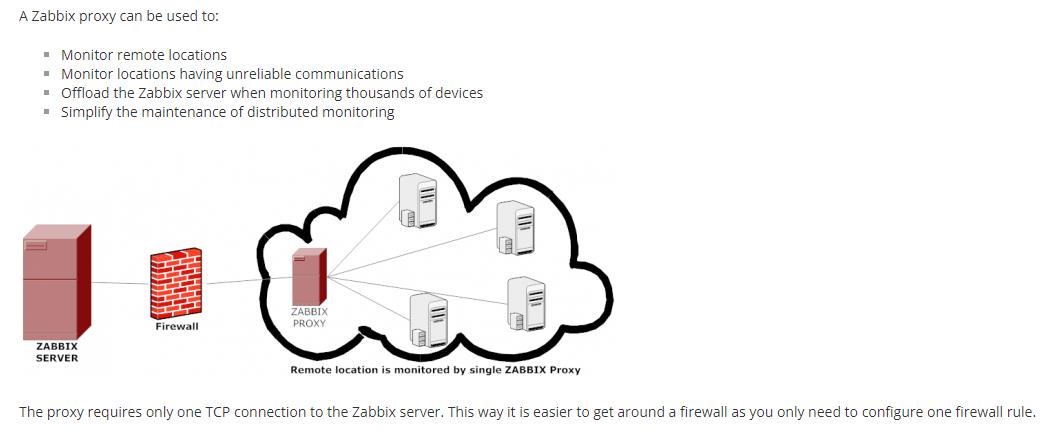 A Zabbix proxy can be used to:
Monitor remote locations
Monitor locations having unreliable communications
Offload the Zabbix server when monitoring thousands of devices
Simplify the maintenance of distributed monitoring
ZABBIX
PROXY
Firewall
ZABBIX
SERVER
Remote location is monitored by single ZABBIX Proxy
The proxy requires only one TCP connection to the Zabbix server. This way it is easier to get around a firewall as you only need to configure one firewall rule.